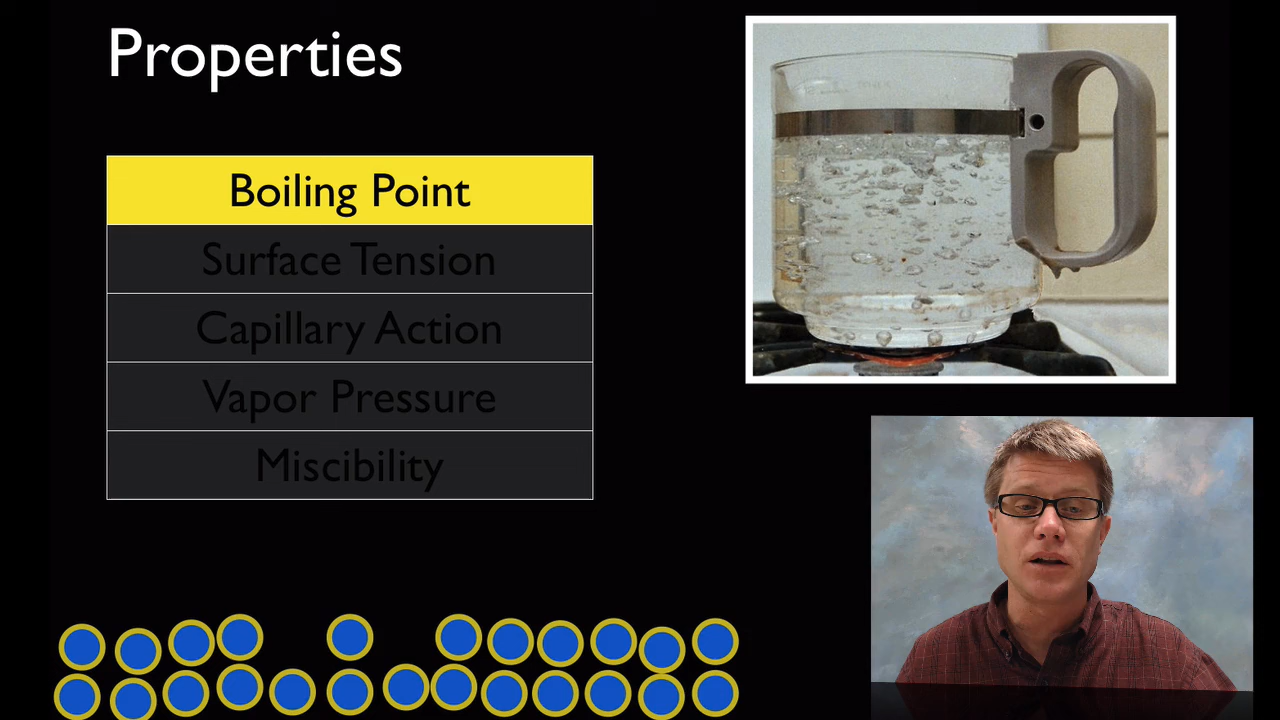 Properties
Boiling Point
Surface Tension
Capillary Action
Vapor Pressure
Miscibility